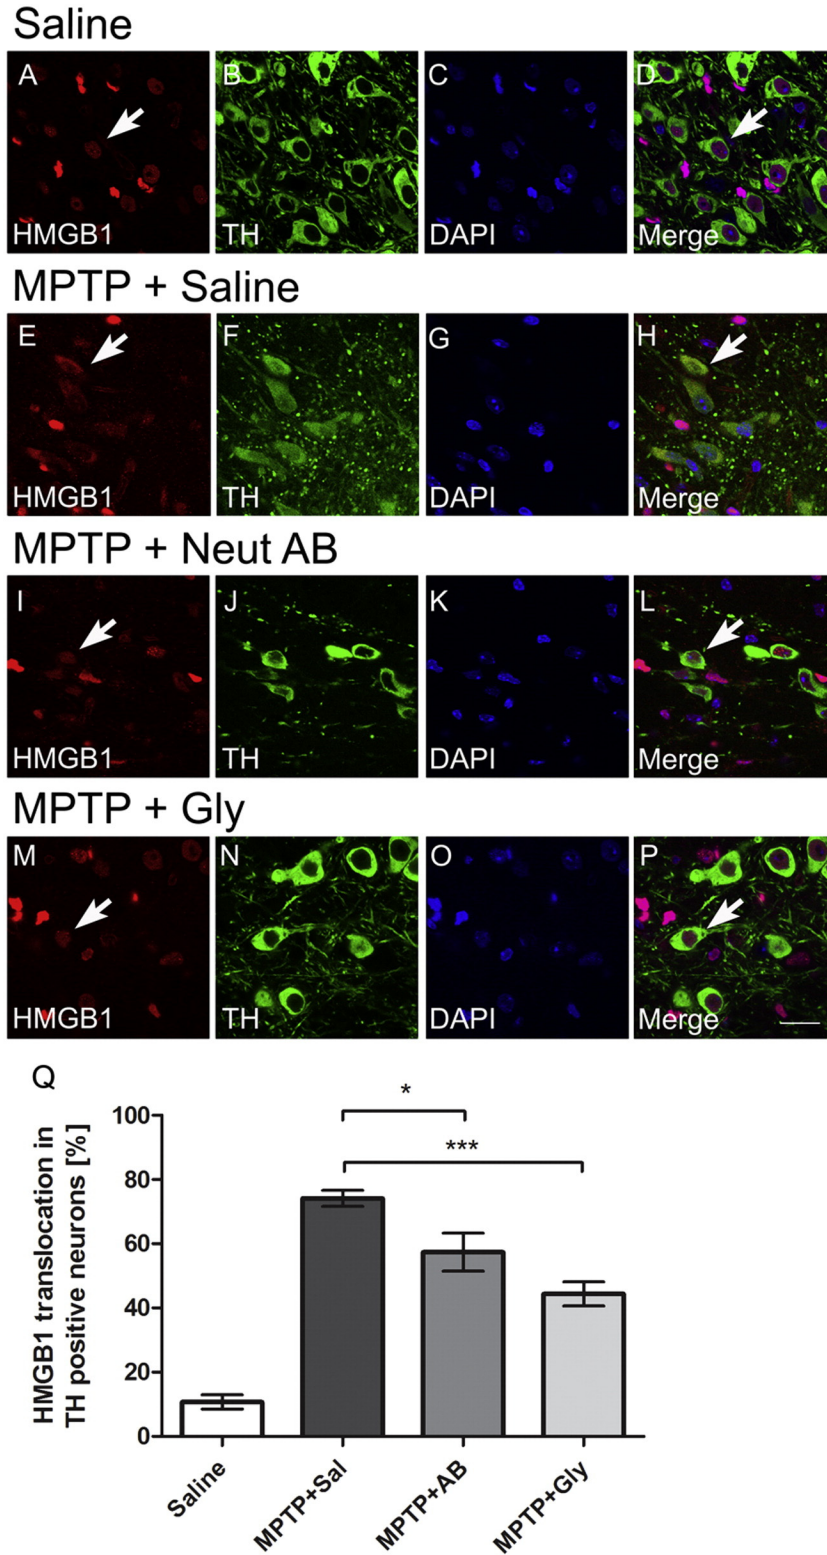 Saline
A B C D
HMGB1 TH DAPI Merge
MPTP + Saline
E F G H
HMGB1 TH DAPI Merge
MPTP + Neut AB
I J K L
HMGB1 TH DAPI Merge
MPTP + Gly
M N O P
HMGB1 TH DAPI Merge
Q
*
***
HMGB1 translocation in
TH positive neurons [%]
100
80
60
40
20
0
Saline
MPTP+Sal
MPTP+AB
MPTP+Gly